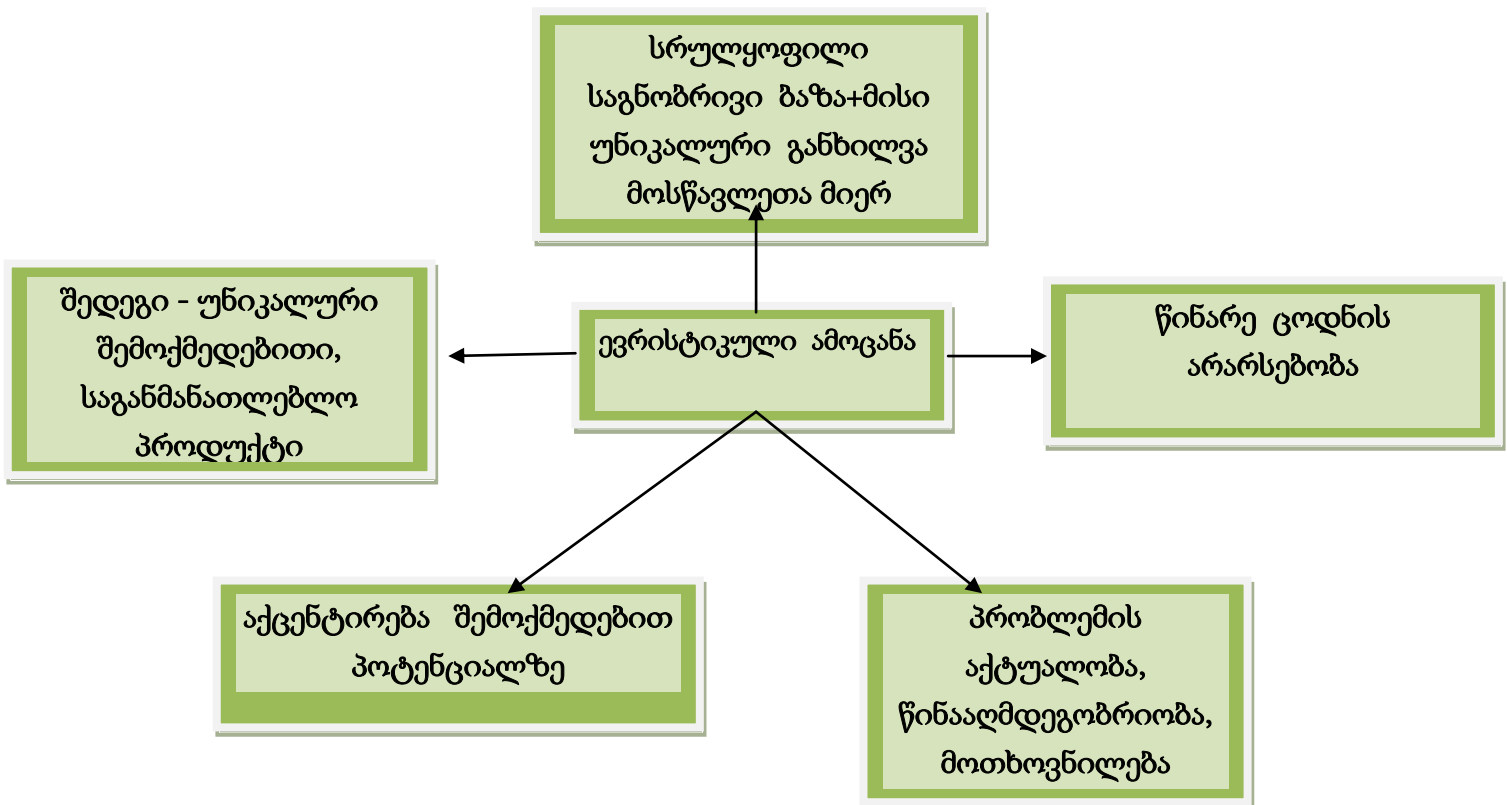 სრულყოფილი
საგნობრივი ბაზა+მისი
უნიკალური განხილვა
მოსწავლეთა მიერ
შედეგი - უნიკალური
შემოქმედებითი,
საგანმანათლებლო
პროდუქტი
ევრისტიკული ამოცანა
წინარე ცოდნის
არარსებობა
აქცენტირება შემოქმედებით
პოტენციალზე
პრობლემის
აქტუალობა,
წინააღმდეგობრიობა,
მოთხოვნილება